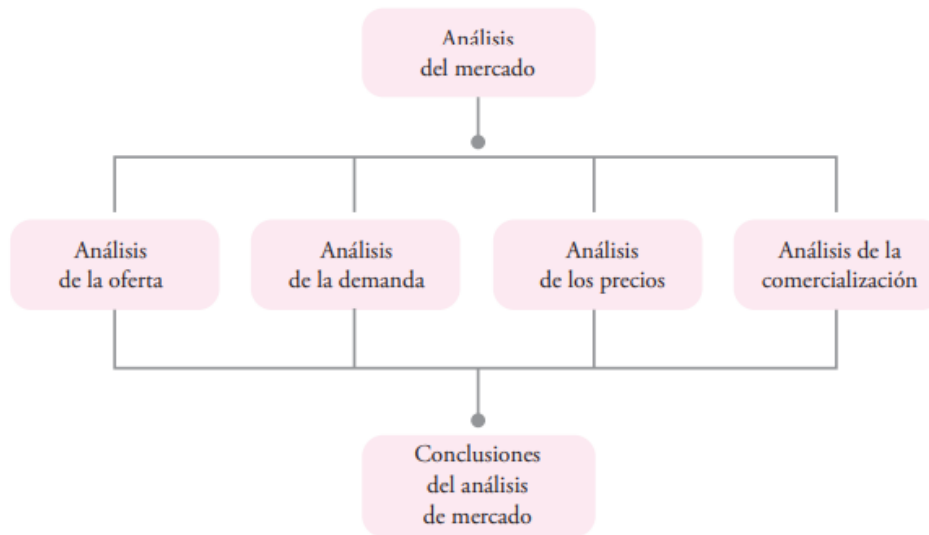 Análisis
del mercado
Análisis
de la oferta
Análisis
de la demanda
Análisis
de los precios
Análisis de la
comercialización
Conclusiones
del análisis
de mercado